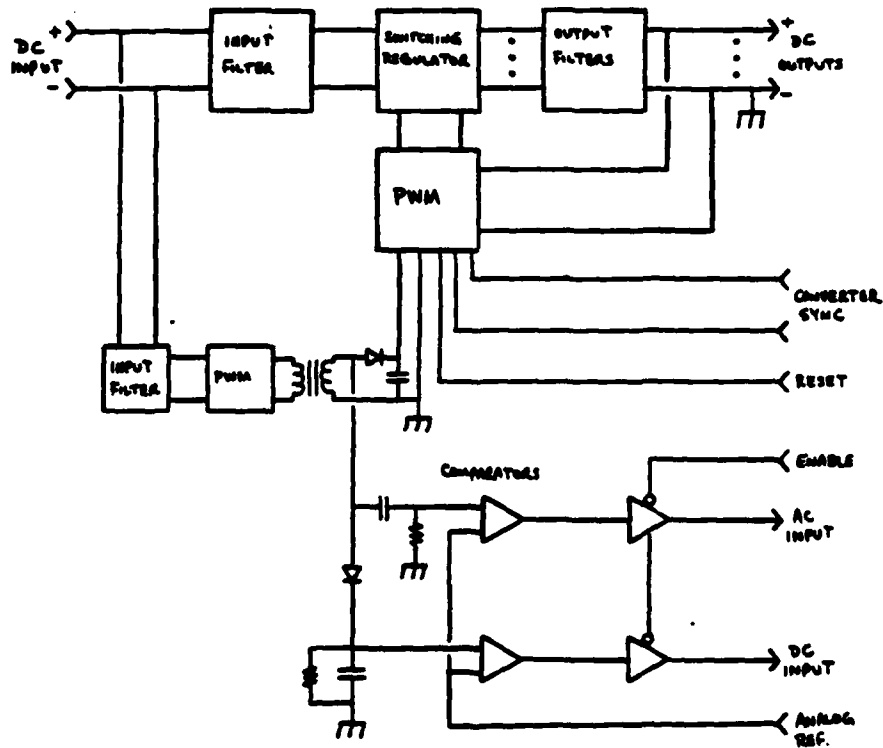 +
DC
INPUT
-
INPUT
FILTER
SWITCHING
REGULATOR
OUTPUT
FILTERS
+
DC
OUTPUTS
-
PWM
CONVERTER
SYNC
INPUT
FILTER
PWM
RESET
COMPARATORS
ENABLE
AC
INPUT
DC
INPUT
ANALOG
REF.